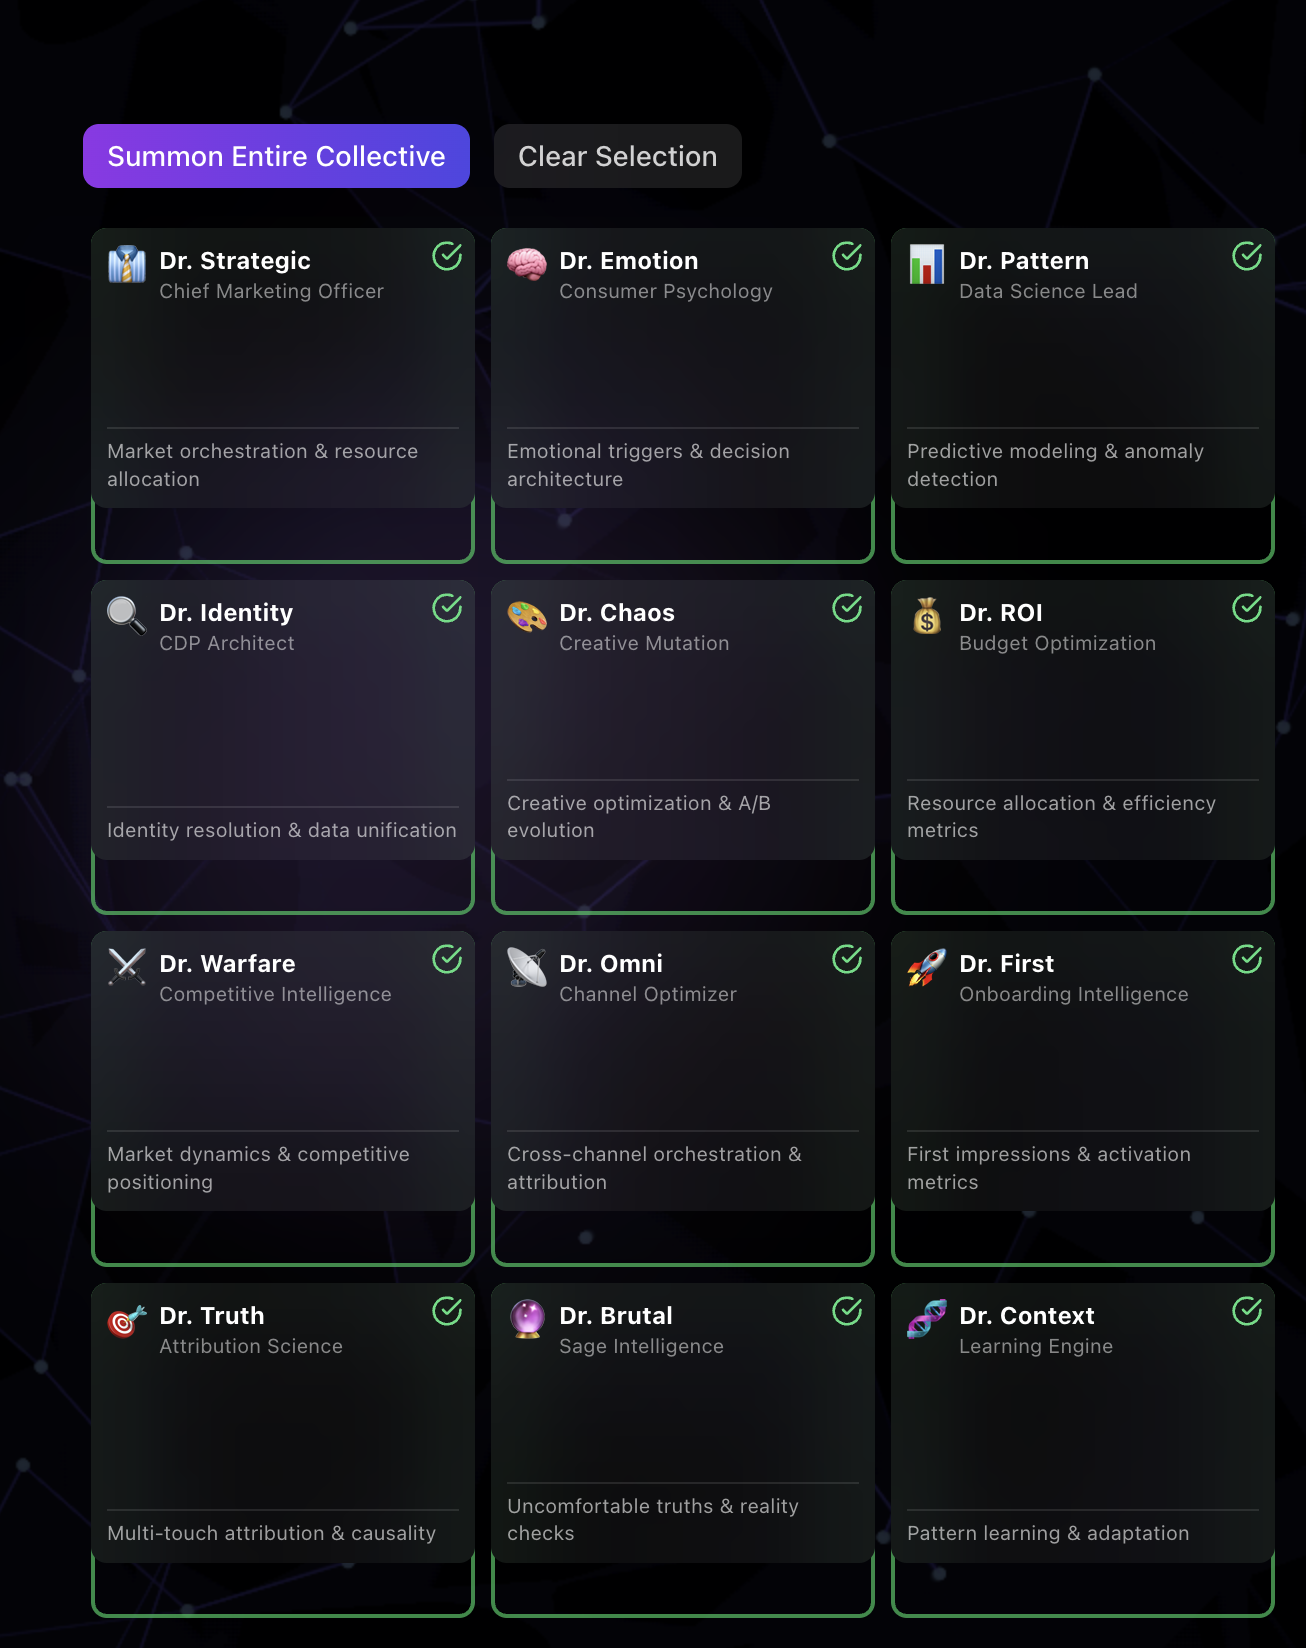 Summon Entire Collective
Clear Selection
Dr. Strategic
Chief Marketing Officer
Market orchestration & resource
allocation
Dr. Emotion
Consumer Psychology
Emotional triggers & decision
architecture
Dr. Pattern
Data Science Lead
Predictive modeling & anomaly
detection
Dr. Identity
CDP Architect
Identity resolution & data unification
Dr. Chaos
Creative Mutation
Creative optimization & A/B
evolution
Dr. ROI
Budget Optimization
Resource allocation & efficiency
metrics
Dr. Warfare
Competitive Intelligence
Market dynamics & competitive
positioning
Dr. Omni
Channel Optimizer
Cross-channel orchestration &
attribution
Dr. First
Onboarding Intelligence
First impressions & activation
metrics
Dr. Truth
Attribution Science
Multi-touch attribution & causality
Dr. Brutal
Sage Intelligence
Uncomfortable truths & reality
checks
Dr. Context
Learning Engine
Pattern learning & adaptation